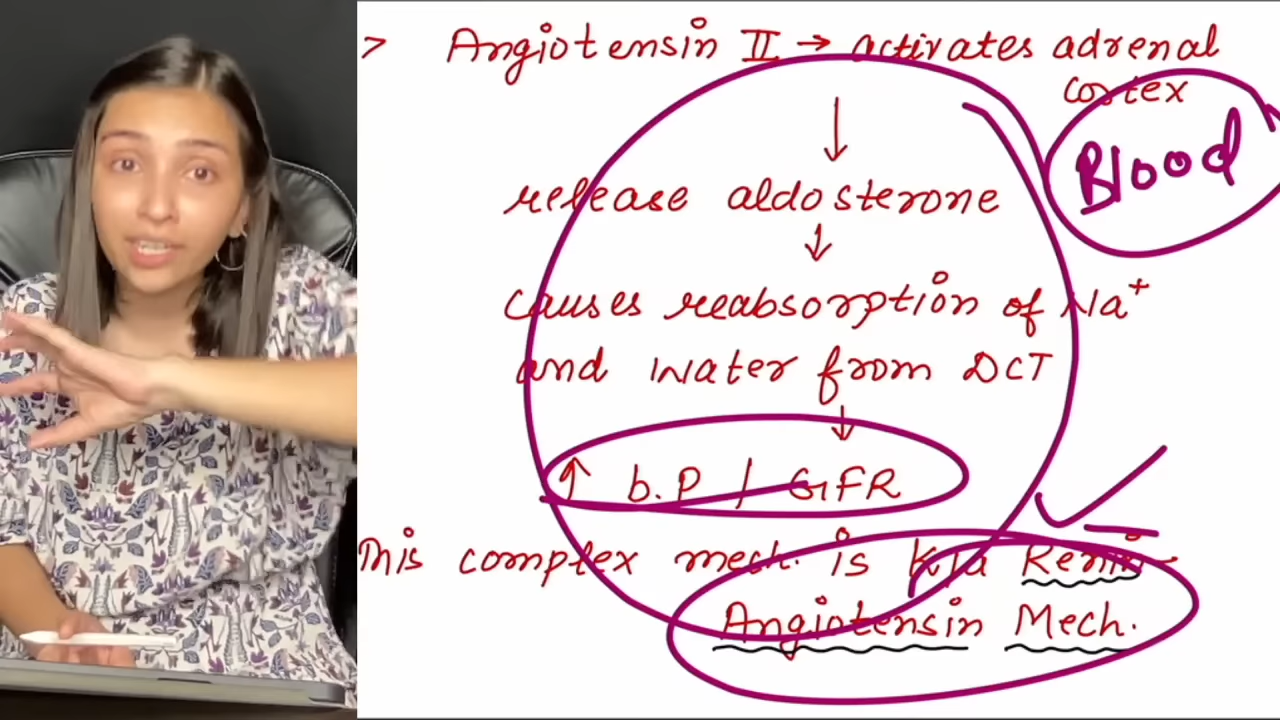 > Angiotensin II → activates adrenal
cortex
Blood
↓
release aldosterone
↓
causes reabsorption of Na⁺
and water from DCT
↓
↑ b.P / GFR
This complex mech. is K/a Renin-
Angiotensin Mech.